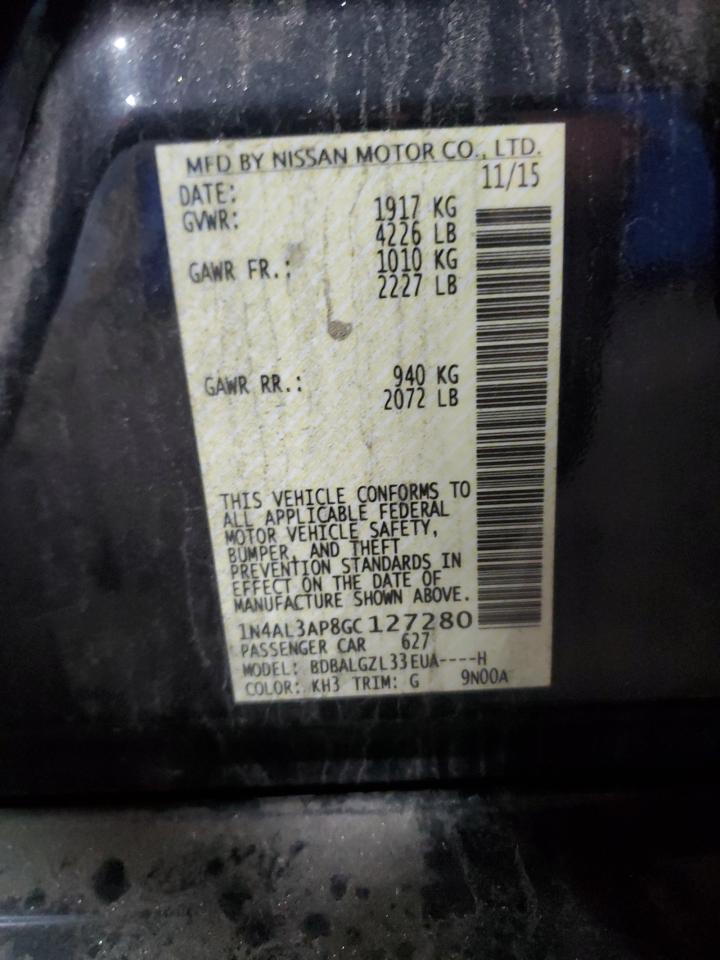 MFD BY NISSAN MOTOR CO., LTD.
DATE: 11/15
GVWR: 1917 KG
4226 LB
GAWR FR.: 1010 KG
2227 LB
GAWR RR.: 940 KG
2072 LB
THIS VEHICLE CONFORMS TO
ALL APPLICABLE FEDERAL
MOTOR VEHICLE SAFETY,
BUMPER, AND THEFT
PREVENTION STANDARDS IN
EFFECT ON THE DATE OF
MANUFACTURE SHOWN ABOVE.
1N4AL3AP8GC127280
PASSENGER CAR 627
MODEL: BDBALGZL33EUA----H
COLOR: KH3 TRIM: G 9N00A